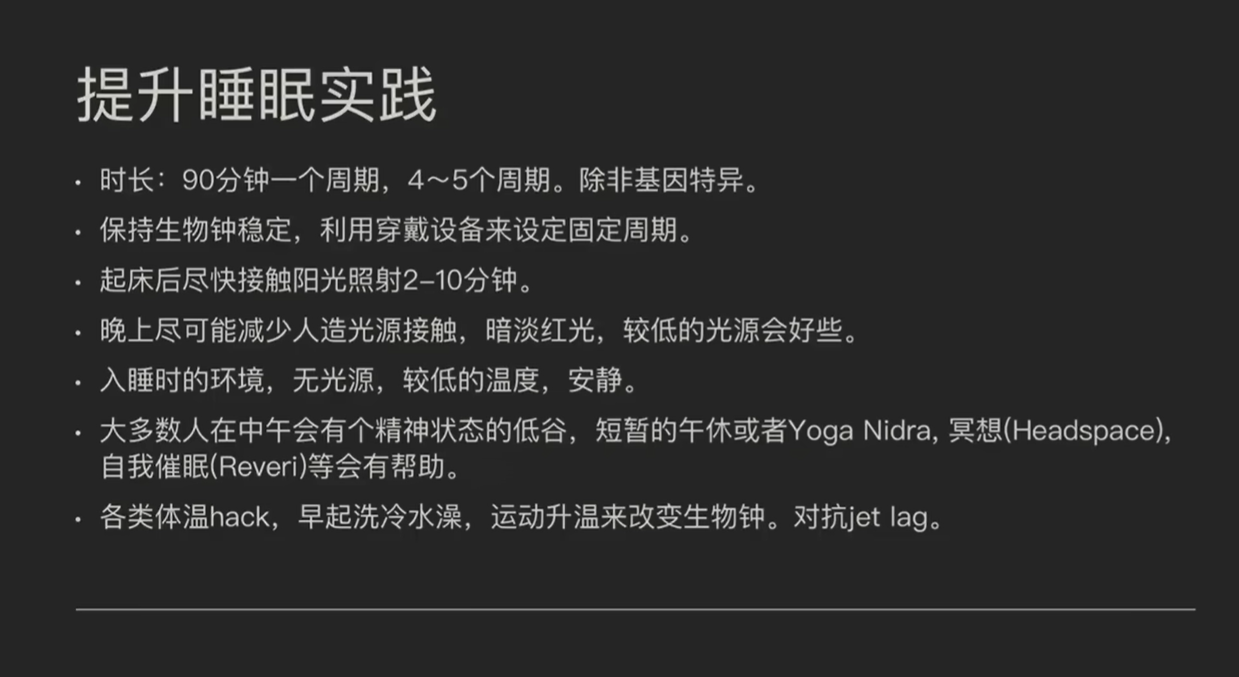 提升睡眠实践
• 时长：90分钟一个周期，4～5个周期。除非基因特异。
• 保持生物钟稳定，利用穿戴设备来设定固定周期。
• 起床后尽快接触阳光照射2–10分钟。
• 晚上尽可能减少人造光源接触，暗淡红光，较低的光源会好些。
• 入睡时的环境，无光源，较低的温度，安静。
• 大多数人在中午会有个精神状态的低谷，短暂的午休或者Yoga Nidra, 冥想(Headspace),
自我催眠(Reveri)等会有帮助。
• 各类体温hack，早起洗冷水澡，运动升温来改变生物钟。对抗jet lag。